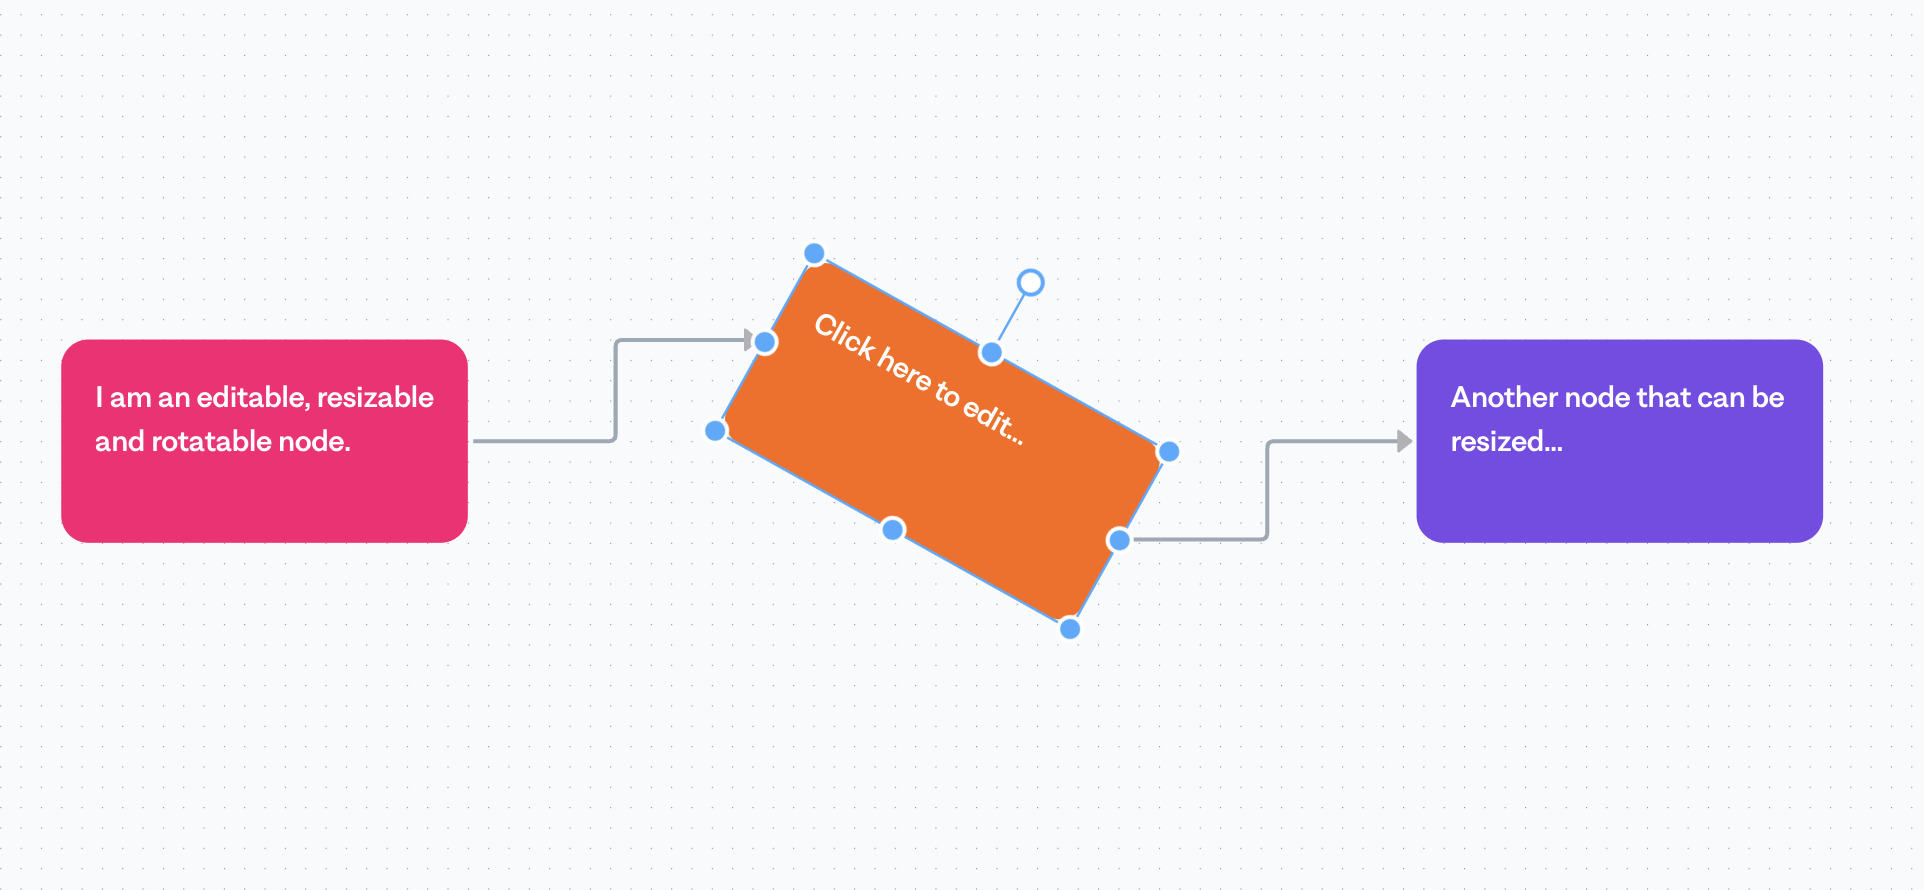 I am an editable, resizable
and rotatable node.
Click here to edit...
Another node that can be
resized...